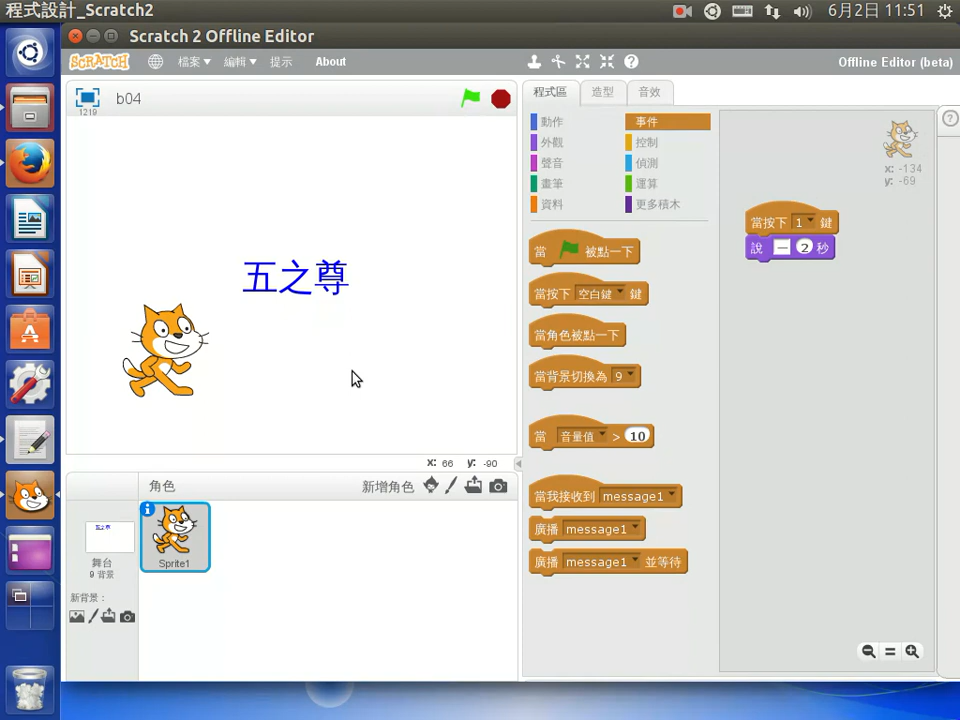 程式設計_Scratch2
6月2日 11:51
Scratch 2 Offline Editor
SCRATCH 檔案 編輯 提示 About
Offline Editor (beta)
1219
b04
五之尊
x: 66 y: -90
程式區 造型 音效
動作 事件
外觀 控制
聲音 偵測
畫筆 運算
資料 更多積木
當 被點一下
當按下 空白鍵 鍵
當角色被點一下
當背景切換為 9
當 音量值 > 10
當我接收到 message1
廣播 message1
廣播 message1 並等待
x: -134
y: -69
當按下 1 鍵
說 一 2 秒
角色 新增角色
舞台
9 背景
新背景：
五之尊
Sprite1